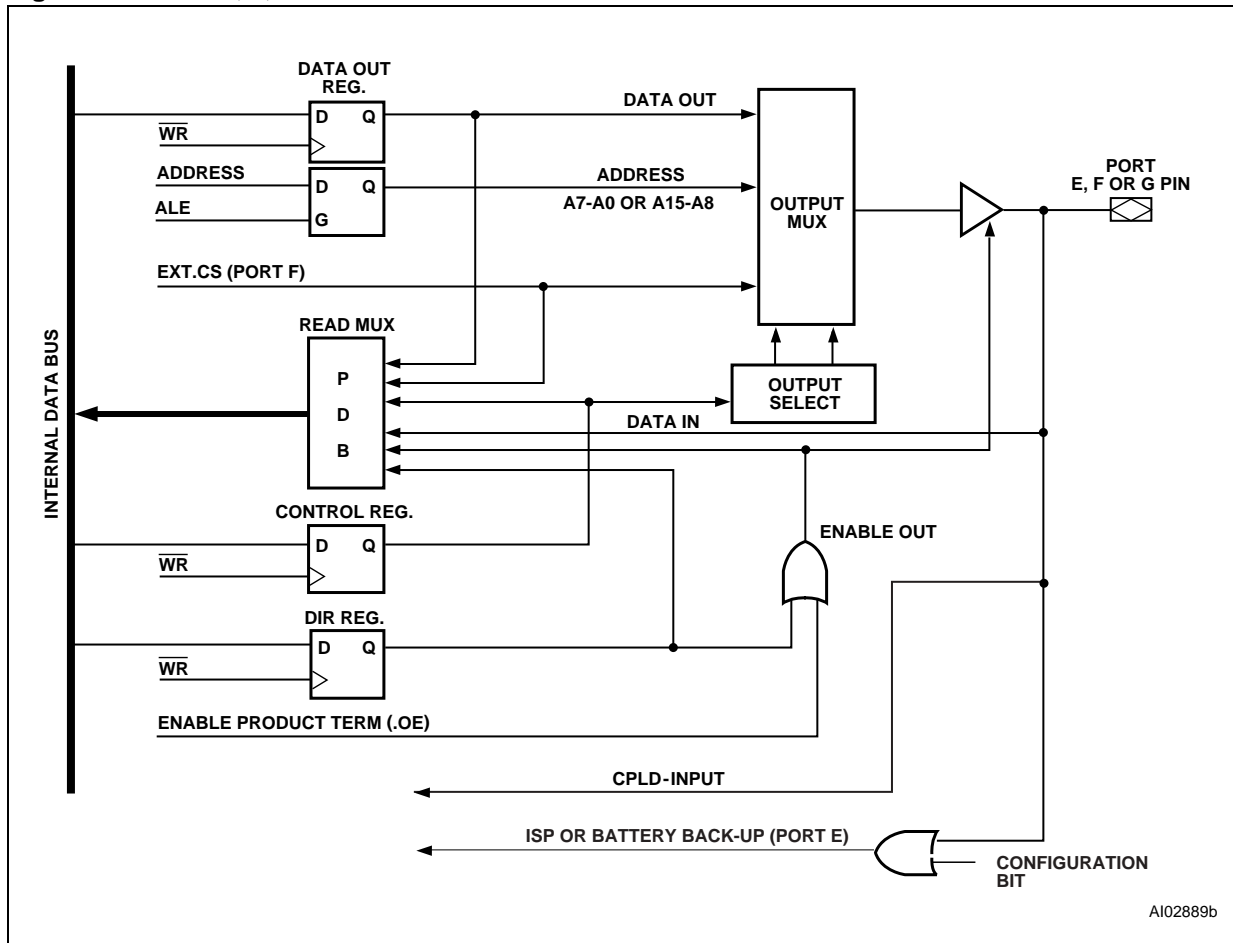 DATA OUT
REG.
D Q
WR
DATA OUT
ADDRESS
D Q
ALE
G
ADDRESS
A7-A0 OR A15-A8
OUTPUT
MUX
PORT
E, F OR G PIN
EXT.CS (PORT F)
READ MUX
P
D
B
OUTPUT
SELECT
DATA IN
INTERNAL DATA BUS
CONTROL REG.
D Q
WR
ENABLE OUT
DIR REG.
D Q
WR
ENABLE PRODUCT TERM (.OE)
CPLD-INPUT
ISP OR BATTERY BACK-UP (PORT E)
CONFIGURATION
BIT
AI02889b